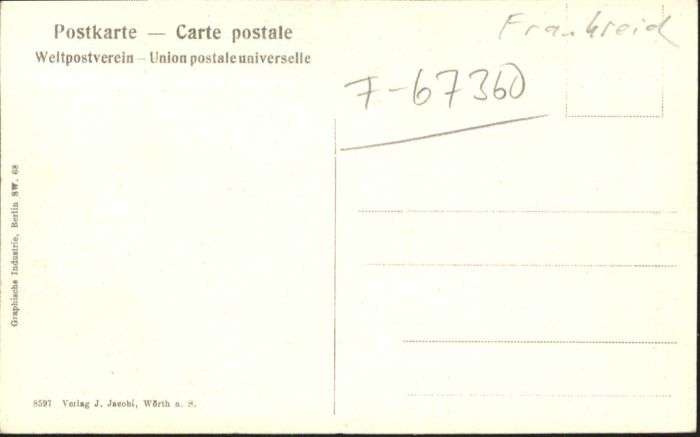 Postkarte — Carte postale
Weltpostverein – Union postale universelle
Frankreich
F-67360
Graphische Industrie, Berlin SW. 68
8597 Verlag J. Jacobi, Wörth a. S.